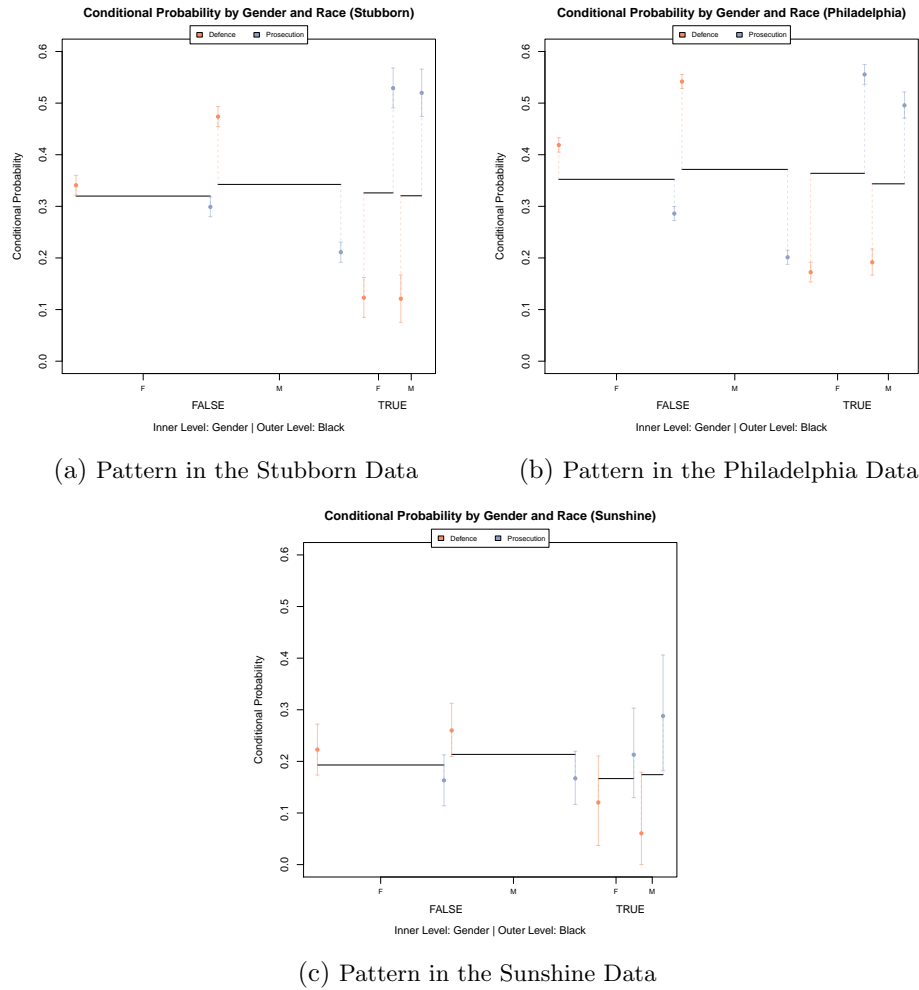 Conditional Probability by Gender and Race (Stubborn)
Defence Prosecution
0.6
0.5
0.4
0.3
0.2
0.1
0.0
Conditional Probability
F M F M
FALSE TRUE
Inner Level: Gender | Outer Level: Black
(a) Pattern in the Stubborn Data
Conditional Probability by Gender and Race (Philadelphia)
Defence Prosecution
0.6
0.5
0.4
0.3
0.2
0.1
0.0
Conditional Probability
F M F M
FALSE TRUE
Inner Level: Gender | Outer Level: Black
(b) Pattern in the Philadelphia Data
Conditional Probability by Gender and Race (Sunshine)
Defence Prosecution
0.6
0.5
0.4
0.3
0.2
0.1
0.0
Conditional Probability
F M F M
FALSE TRUE
Inner Level: Gender | Outer Level: Black
(c) Pattern in the Sunshine Data